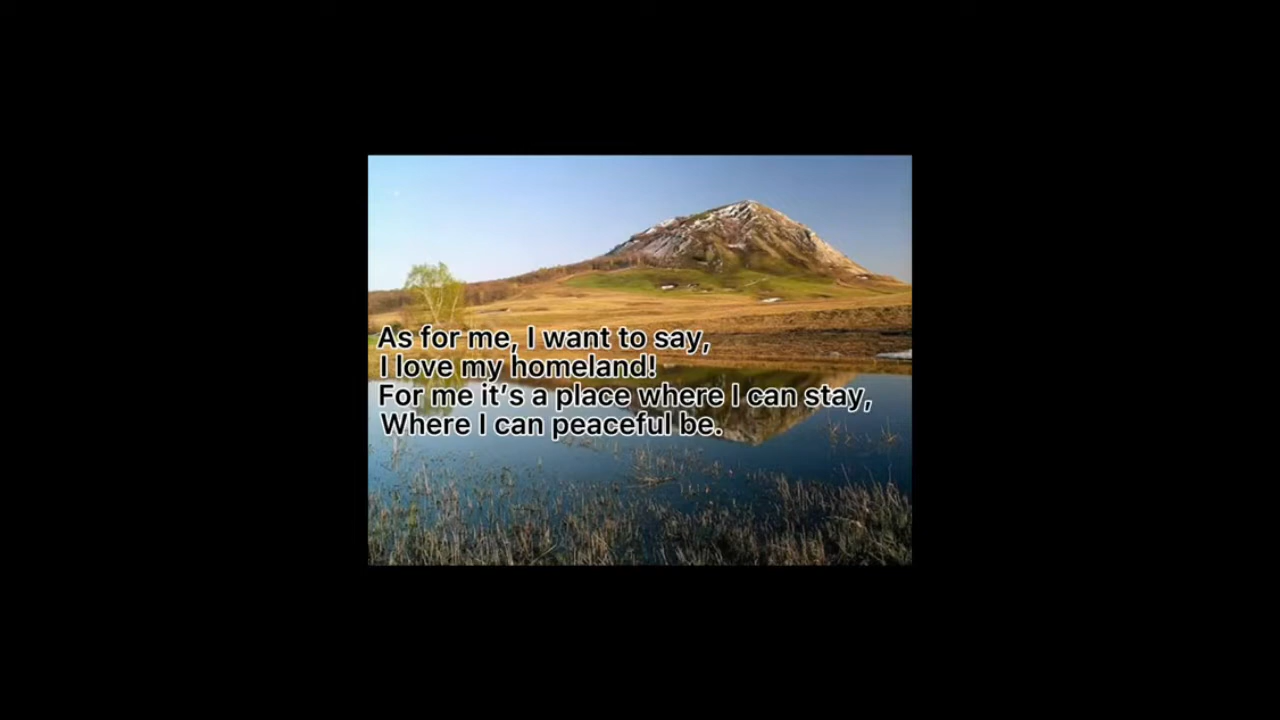 As for me, I want to say,
I love my homeland!
For me it's a place where I can stay,
Where I can peaceful be.